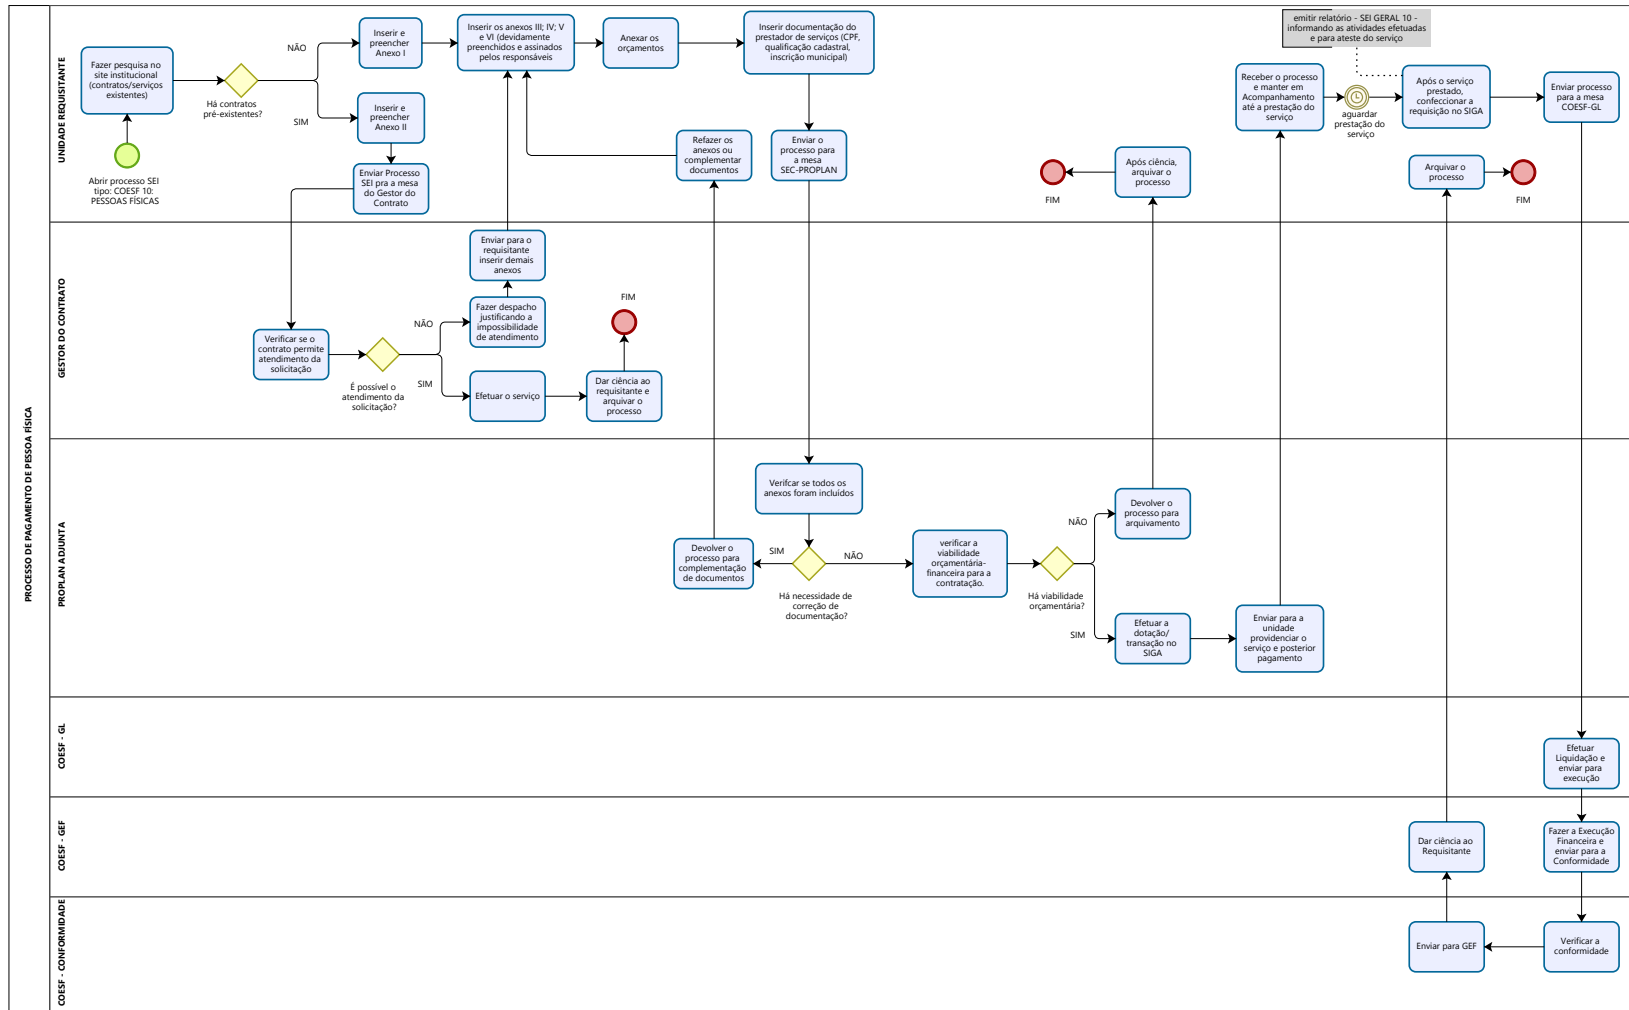 PROCESSO DE PAGAMENTO DE PESSOA FÍSICA
UNIDADE REQUISITANTE
Fazer pesquisa no
site institucional
(contratos/serviços
existentes)
Abrir processo SEI
tipo: COESF 10:
PESSOAS FÍSICAS
Há contratos
pré-existentes?
NÃO
SIM
Inserir e
preencher
Anexo I
Inserir e
preencher
Anexo II
Enviar Processo
SEI pra a mesa
do Gestor do
Contrato
Inserir os anexos III; IV; V
e VI (devidamente
preenchidos e assinados
pelos responsáveis
Anexar os
orçamentos
Inserir documentação do
prestador de serviços (CPF,
qualificação cadastral,
inscrição municipal)
Refazer os
anexos ou
complementar
documentos
Enviar o
processo para
a mesa
SEC-PROPLAN
Após ciência,
arquivar o
processo
FIM
emitir relatório - SEI GERAL 10 -
informando as atividades efetuadas
e para ateste do serviço
Receber o processo
e manter em
Acompanhamento
até a prestação do
serviço
aguardar
prestação do
serviço
Após o serviço
prestado,
confeccionar a
requisição no SIGA
Enviar processo
para a mesa
COESF-GL
Arquivar o
processo
FIM
GESTOR DO CONTRATO
Verificar se o
contrato permite
atendimento da
solicitação
É possível o
atendimento da
solicitação?
NÃO
SIM
Enviar para o
requisitante
inserir demais
anexos
Fazer despacho
justificando a
impossibilidade
de atendimento
Efetuar o serviço
Dar ciência ao
requisitante e
arquivar o
processo
FIM
PROPLAN ADJUNTA
Verifcar se todos os
anexos foram incluídos
Devolver o
processo para
complementação
de documentos
SIM
NÃO
Há necessidade de
correção de
documentação?
verificar a
viabilidade
orçamentária-
financeira para a
contratação.
Há viabilidade
orçamentária?
NÃO
SIM
Devolver o
processo para
arquivamento
Efetuar a
dotação/
transação no
SIGA
Enviar para a
unidade
providenciar o
serviço e posterior
pagamento
COESF - GL
Efetuar
Liquidação e
enviar para
execução
COESF - GEF
Dar ciência ao
Requisitante
Fazer a Execução
Financeira e
enviar para a
Conformidade
COESF - CONFORMIDADE
Enviar para GEF
Verificar a
conformidade